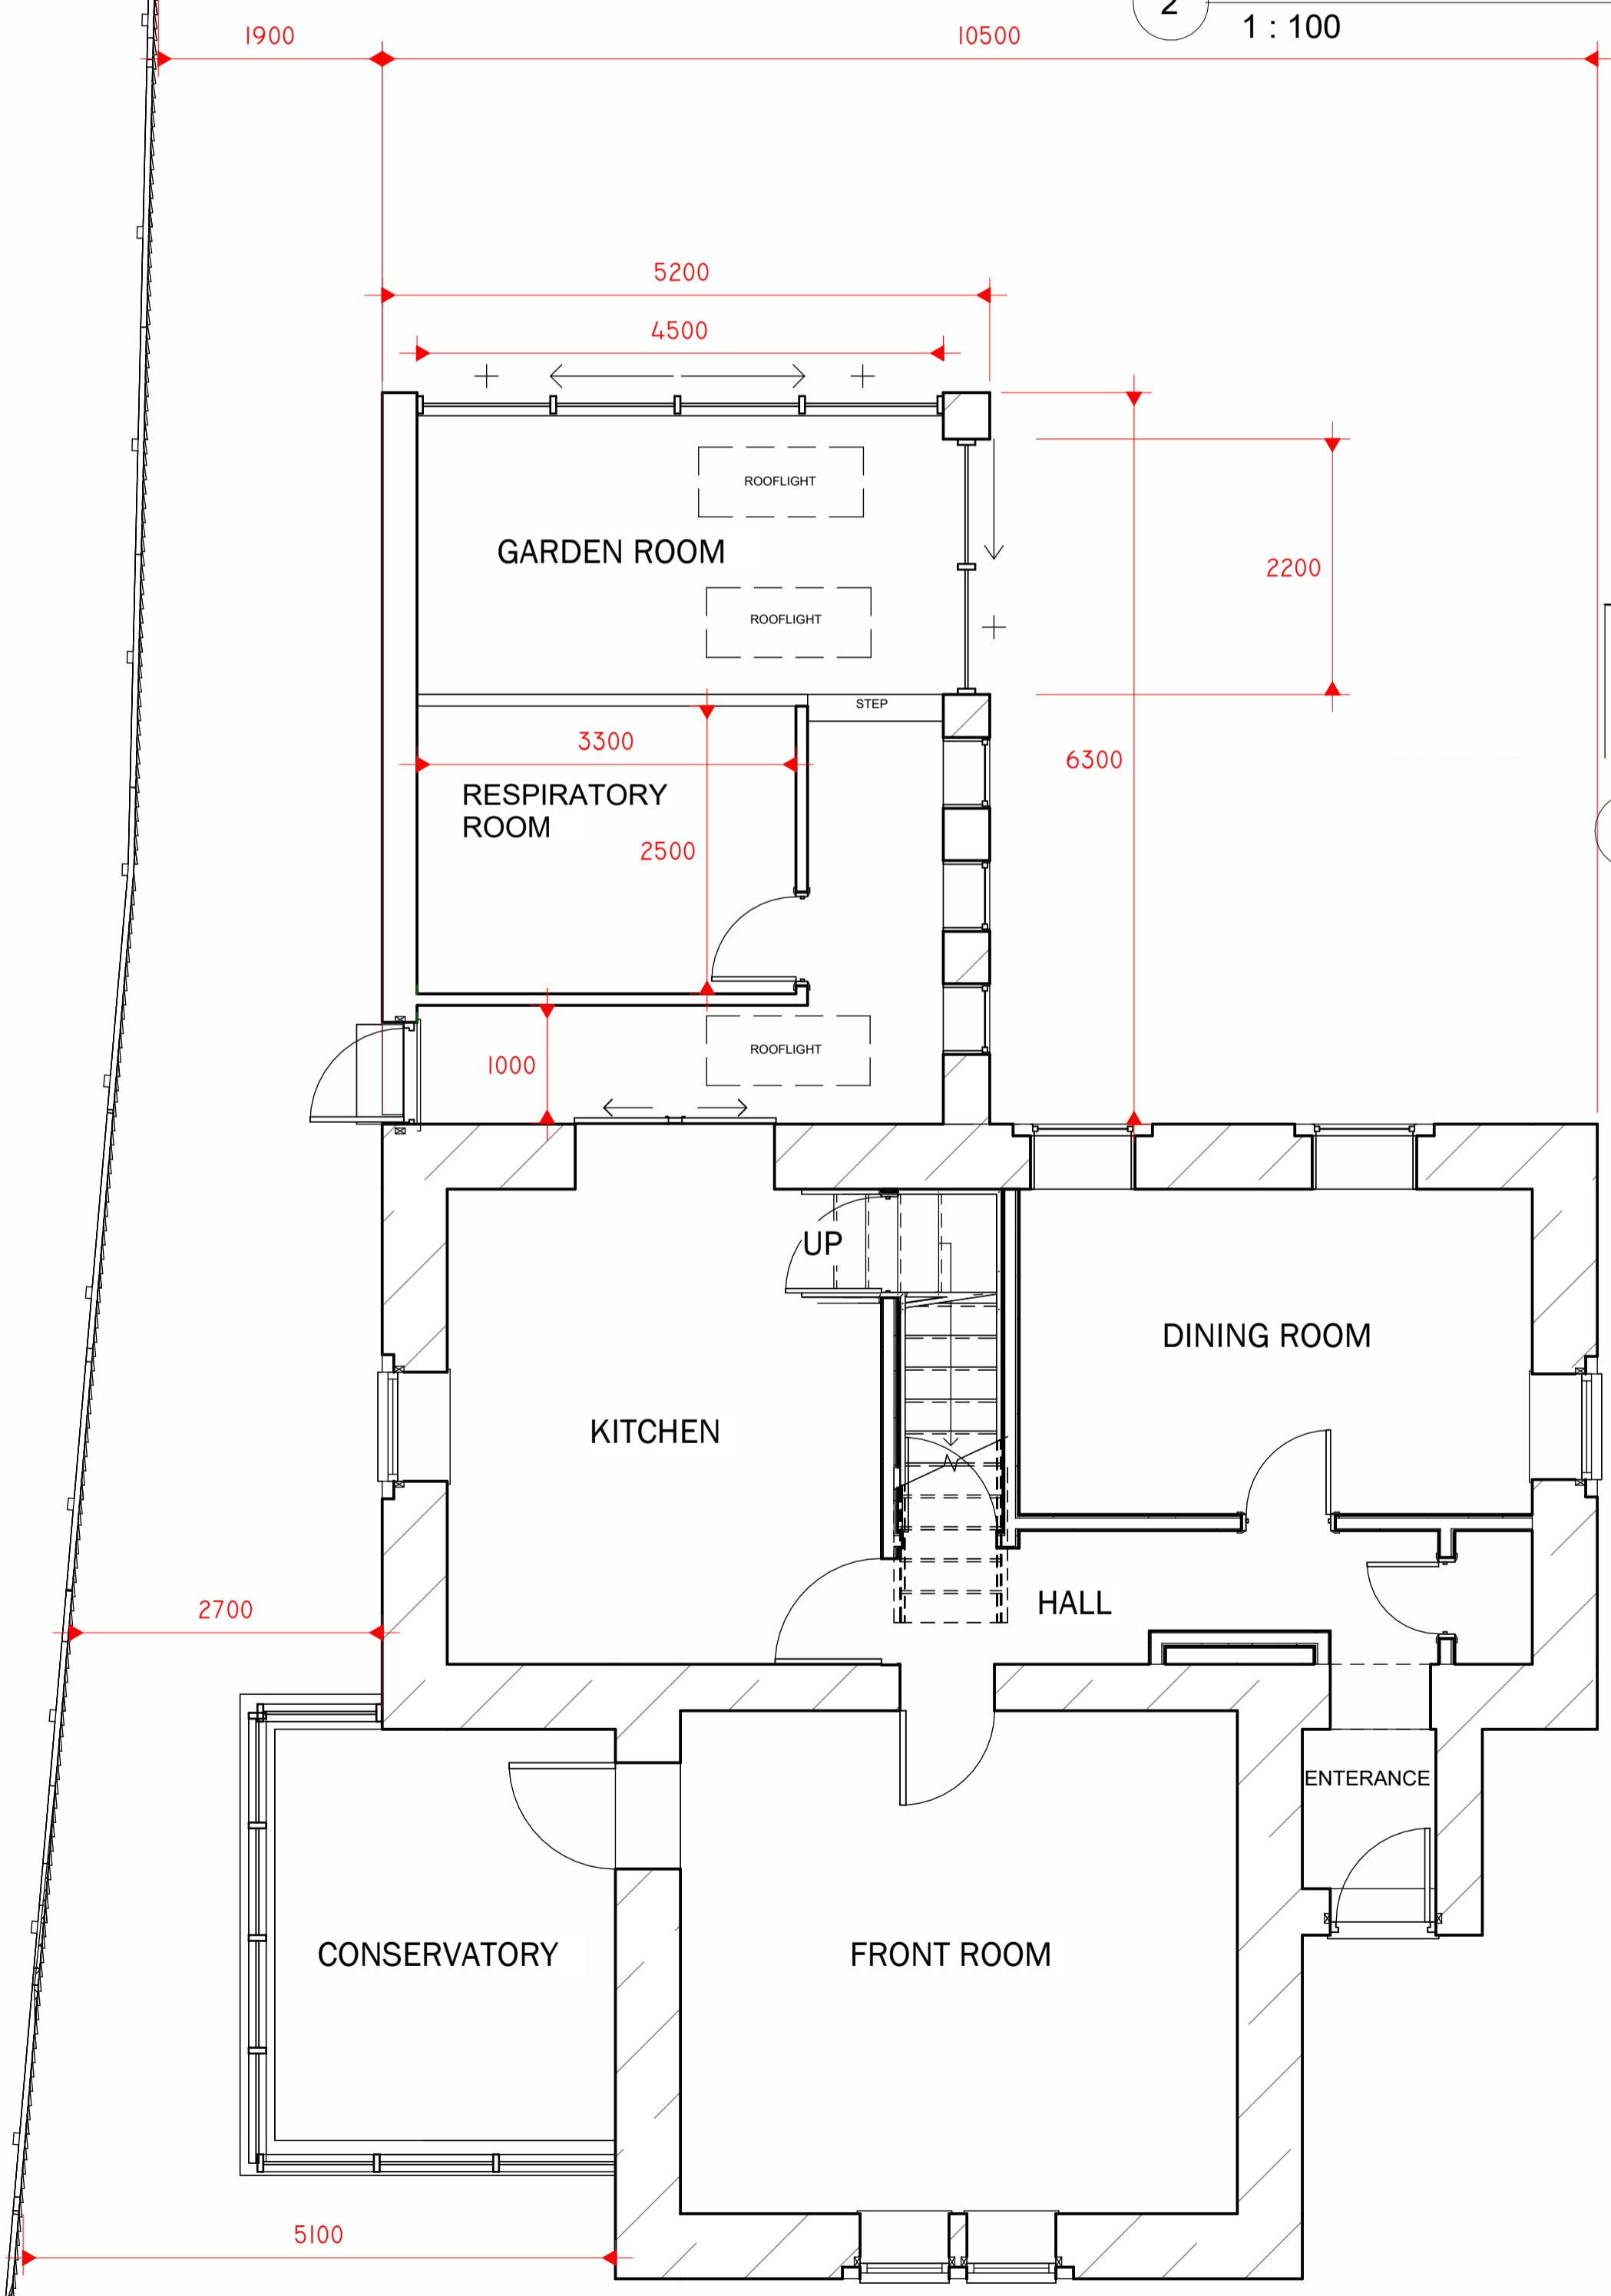 2
1 : 100
1900
10500
5200
4500
ROOFLIGHT
GARDEN ROOM
2200
ROOFLIGHT
STEP
3300
6300
RESPIRATORY
ROOM
2500
ROOFLIGHT
1000
UP
DINING ROOM
KITCHEN
HALL
2700
ENTERANCE
CONSERVATORY
FRONT ROOM
5100